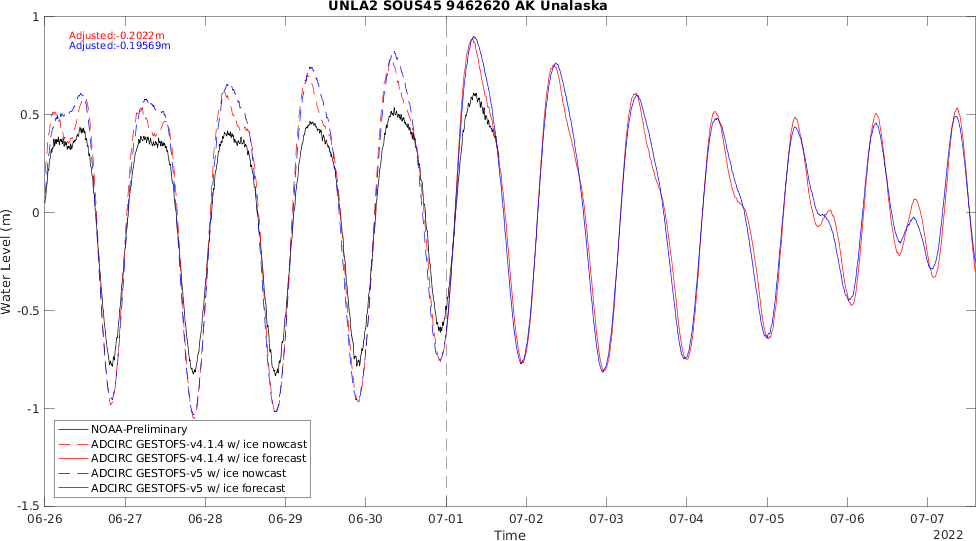 UNLA2 SOUS45 9462620 AK Unalaska
Adjusted:-0.2022m
Adjusted:-0.19569m
Water Level (m)
1
0.5
0
-0.5
-1
-1.5
NOAA-Preliminary
ADCIRC GESTOFS-v4.1.4 w/ ice nowcast
ADCIRC GESTOFS-v4.1.4 w/ ice forecast
ADCIRC GESTOFS-v5 w/ ice nowcast
ADCIRC GESTOFS-v5 w/ ice forecast
06-26 06-27 06-28 06-29 06-30 07-01 07-02 07-03 07-04 07-05 07-06 07-07
Time
2022